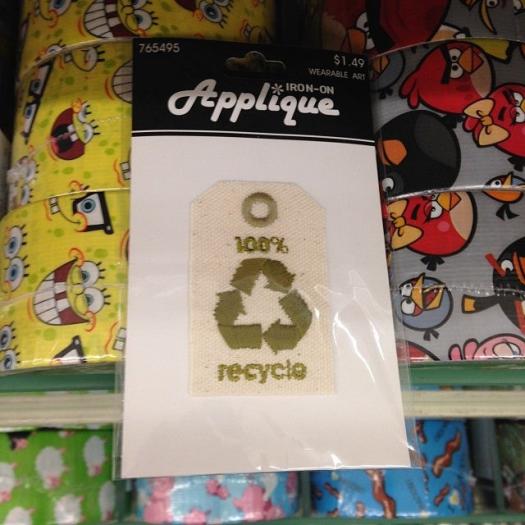 765495
$1.49
WEARABLE ART
IRON-ON
Applique
100%
recycle